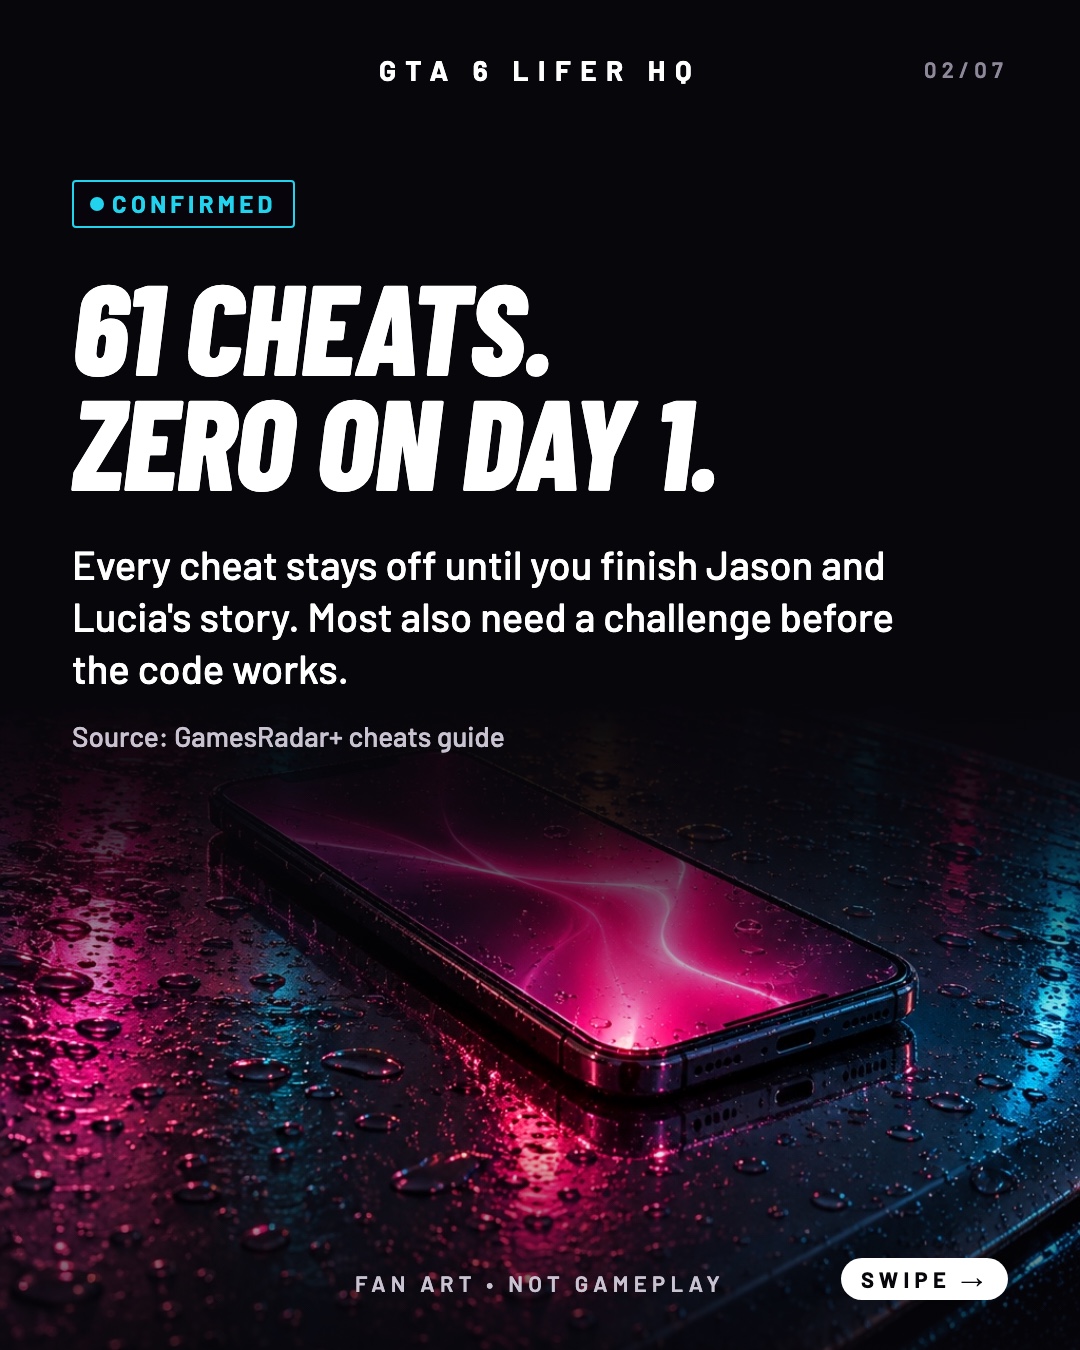 GTA 6 LIFER HQ
02/07
CONFIRMED
61 CHEATS.
ZERO ON DAY 1.
Every cheat stays off until you finish Jason and
Lucia's story. Most also need a challenge before
the code works.
Source: GamesRadar+ cheats guide
FAN ART • NOT GAMEPLAY
SWIPE →